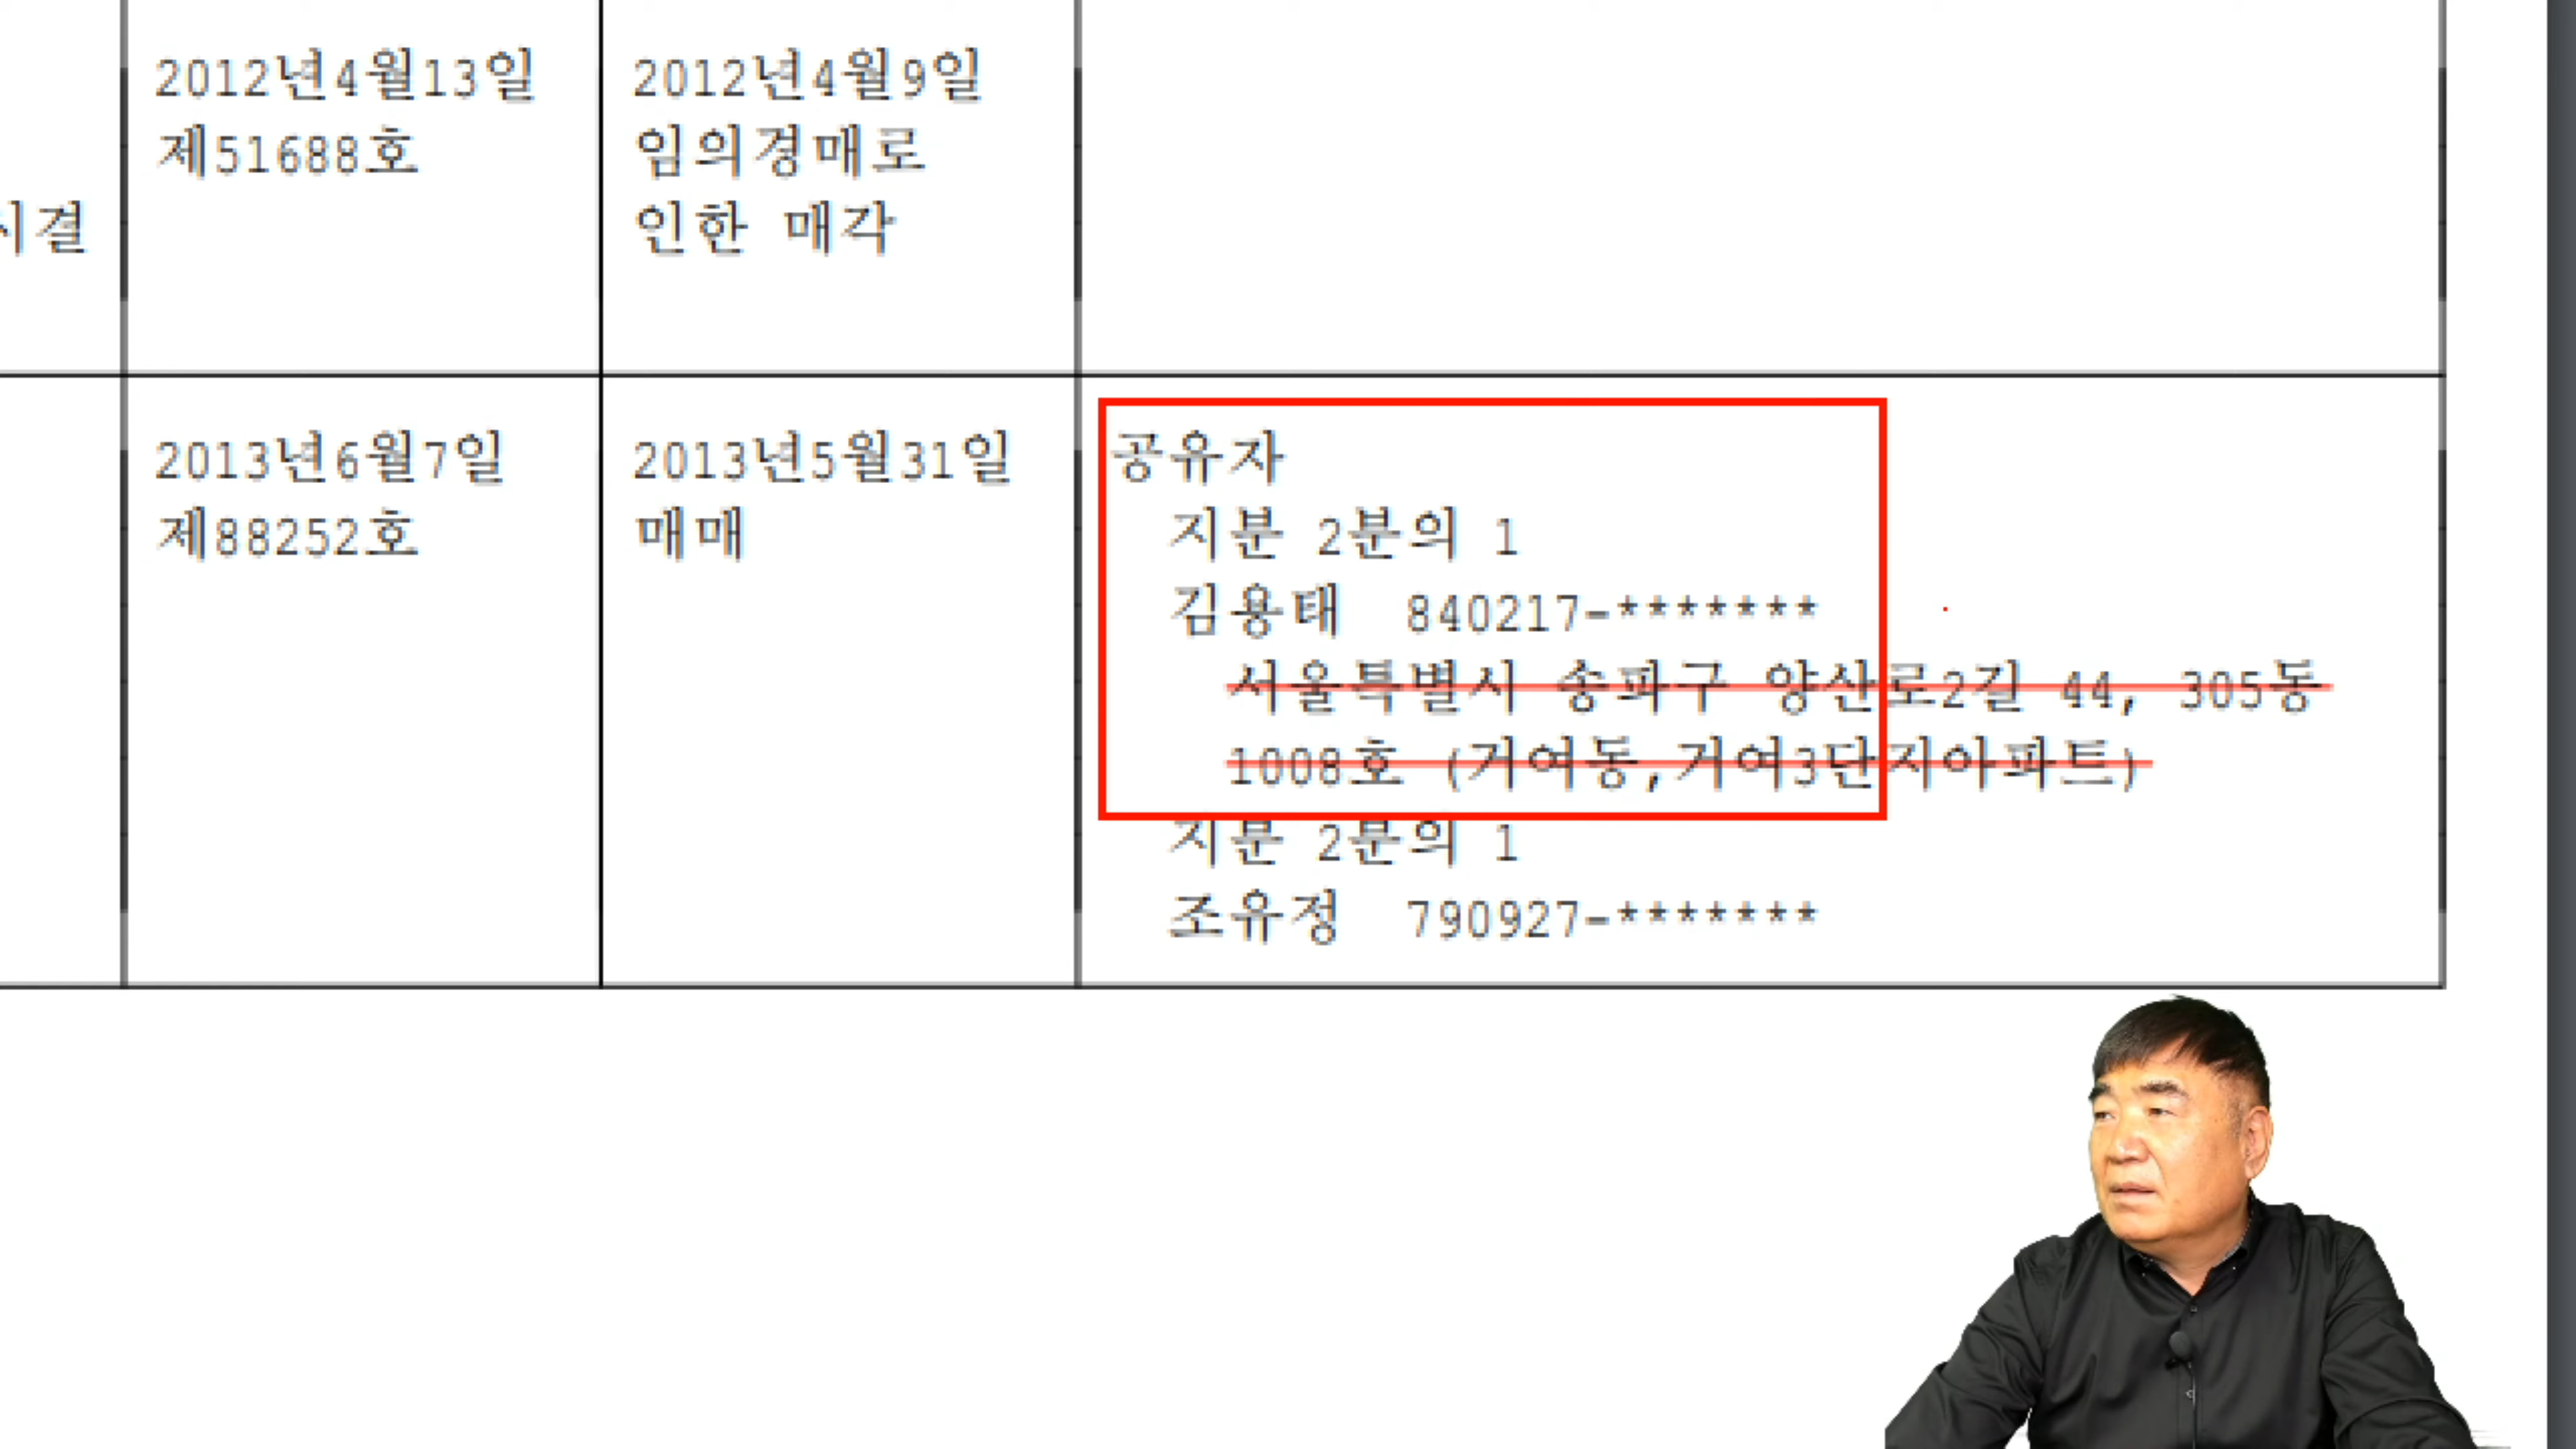 2012년4월13일
제51688호
시결
2012년4월9일
임의경매로
인한 매각
2013년6월7일
제88252호
2013년5월31일
매매
공유자
지분 2분의 1
김용태 840217-*******
서울특별시 송파구 양산로2길 44, 305동
1008호 (거여동,거여3단지아파트)
지분 2분의 1
조유정 790927-*******